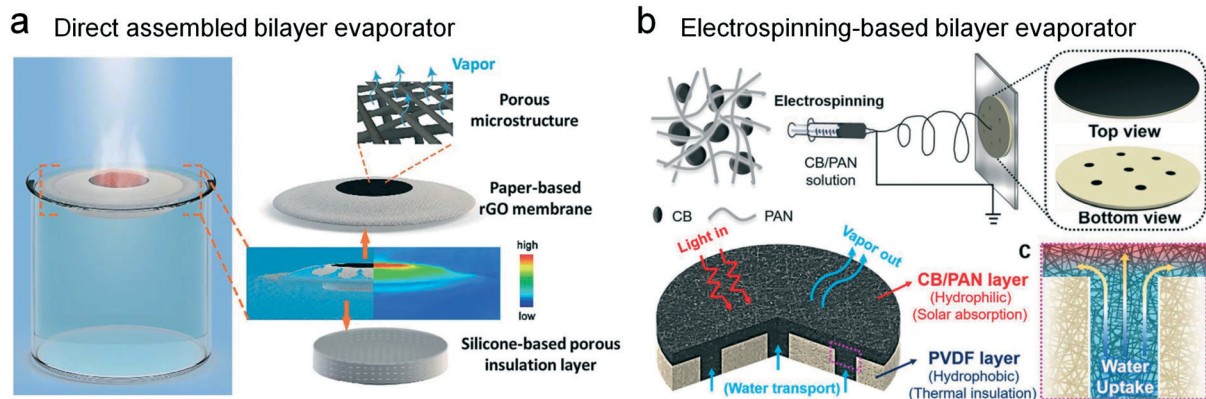 a Direct assembled bilayer evaporator
Vapor
Porous
microstructure
Paper-based
rGO membrane
high
low
Silicone-based porous
insulation layer
b Electrospinning-based bilayer evaporator
Electrospinning
CB/PAN
solution
CB PAN
Top view
Bottom view
Light in
Vapor out
CB/PAN layer
(Hydrophilic)
(Solar absorption)
PVDF layer
(Hydrophobic)
(Thermal insulation)
(Water transport)
c
Water
Uptake